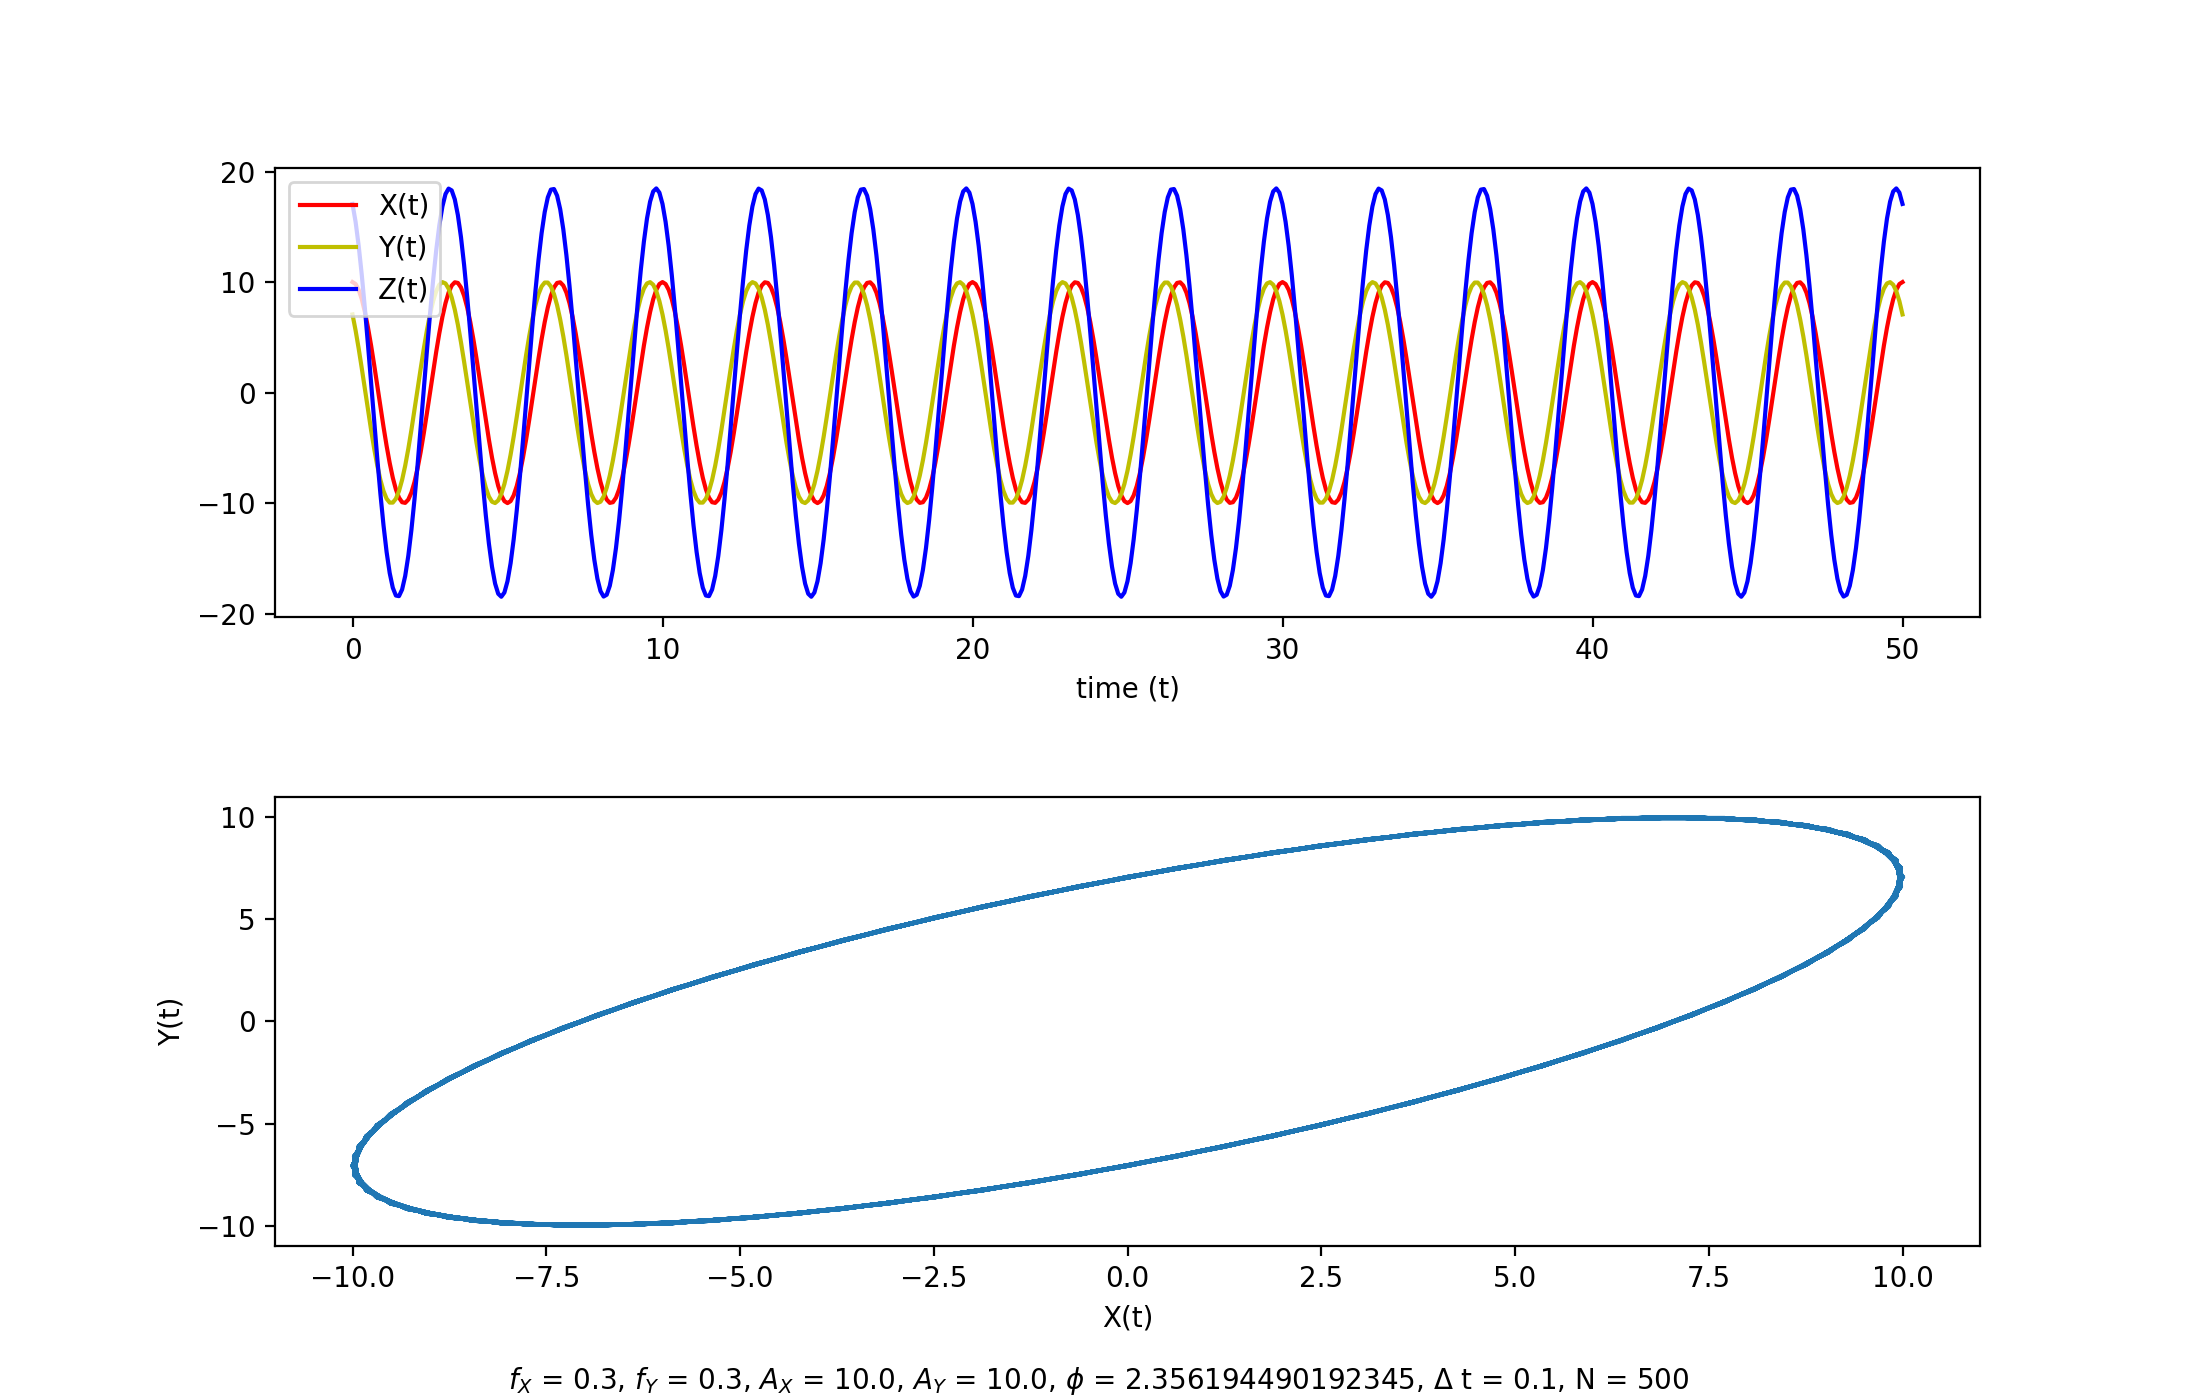 20
10
0
−10
−20
X(t)
Y(t)
Z(t)
0 10 20 30 40 50
time (t)
10
5
0
−5
−10
Y(t)
−10.0 −7.5 −5.0 −2.5 0.0 2.5 5.0 7.5 10.0
X(t)
f_X = 0.3, f_Y = 0.3, A_X = 10.0, A_Y = 10.0, ϕ = 2.356194490192345, Δ t = 0.1, N = 500